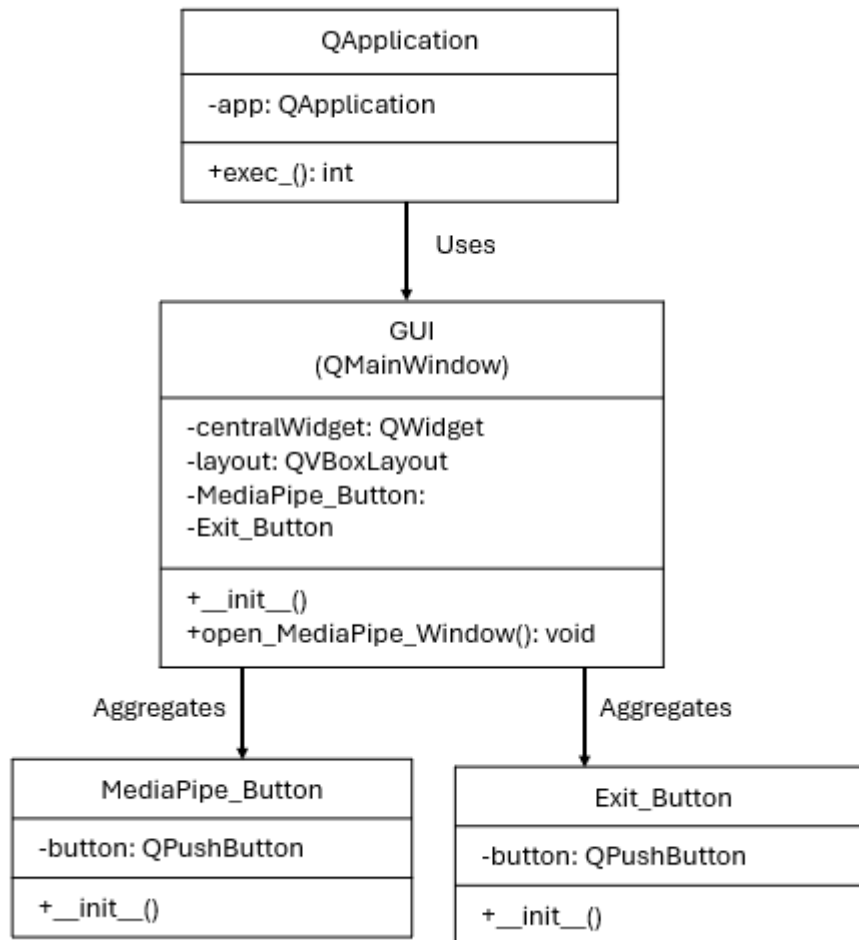 QApplication
-app: QApplication
+exec_(): int
Uses
GUI
(QMainWindow)
-centralWidget: QWidget
-layout: QVBoxLayout
-MediaPipe_Button:
-Exit_Button
+__init__()
+open_MediaPipe_Window(): void
Aggregates
Aggregates
MediaPipe_Button
-button: QPushButton
+__init__()
Exit_Button
-button: QPushButton
+__init__()